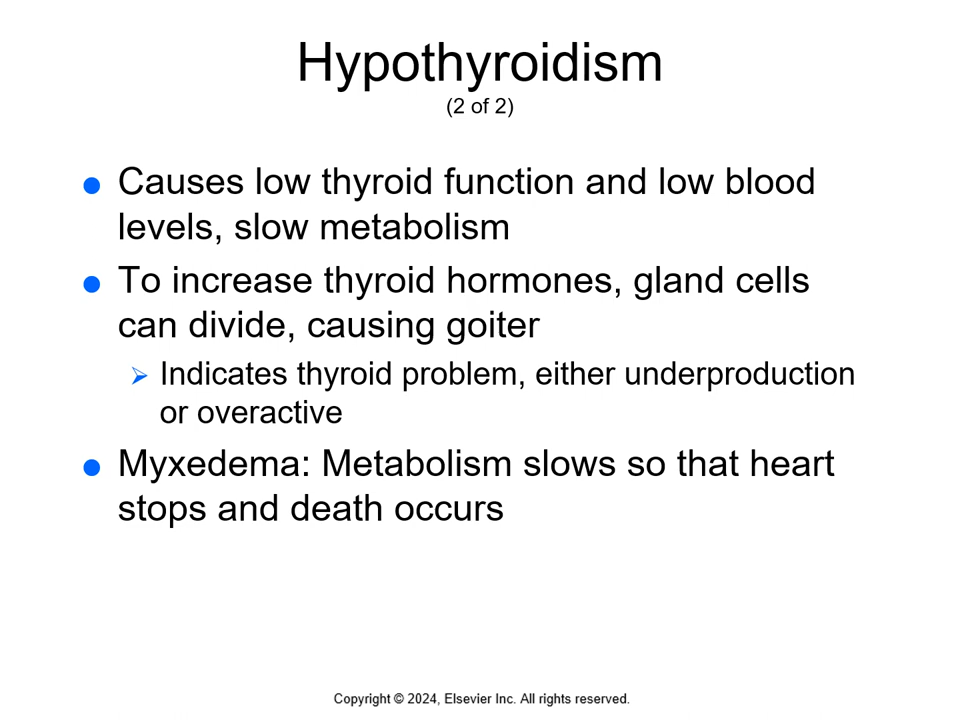 Hypothyroidism
(2 of 2)
Causes low thyroid function and low blood
levels, slow metabolism
To increase thyroid hormones, gland cells
can divide, causing goiter
Indicates thyroid problem, either underproduction
or overactive
Myxedema: Metabolism slows so that heart
stops and death occurs
Copyright © 2024, Elsevier Inc. All rights reserved.